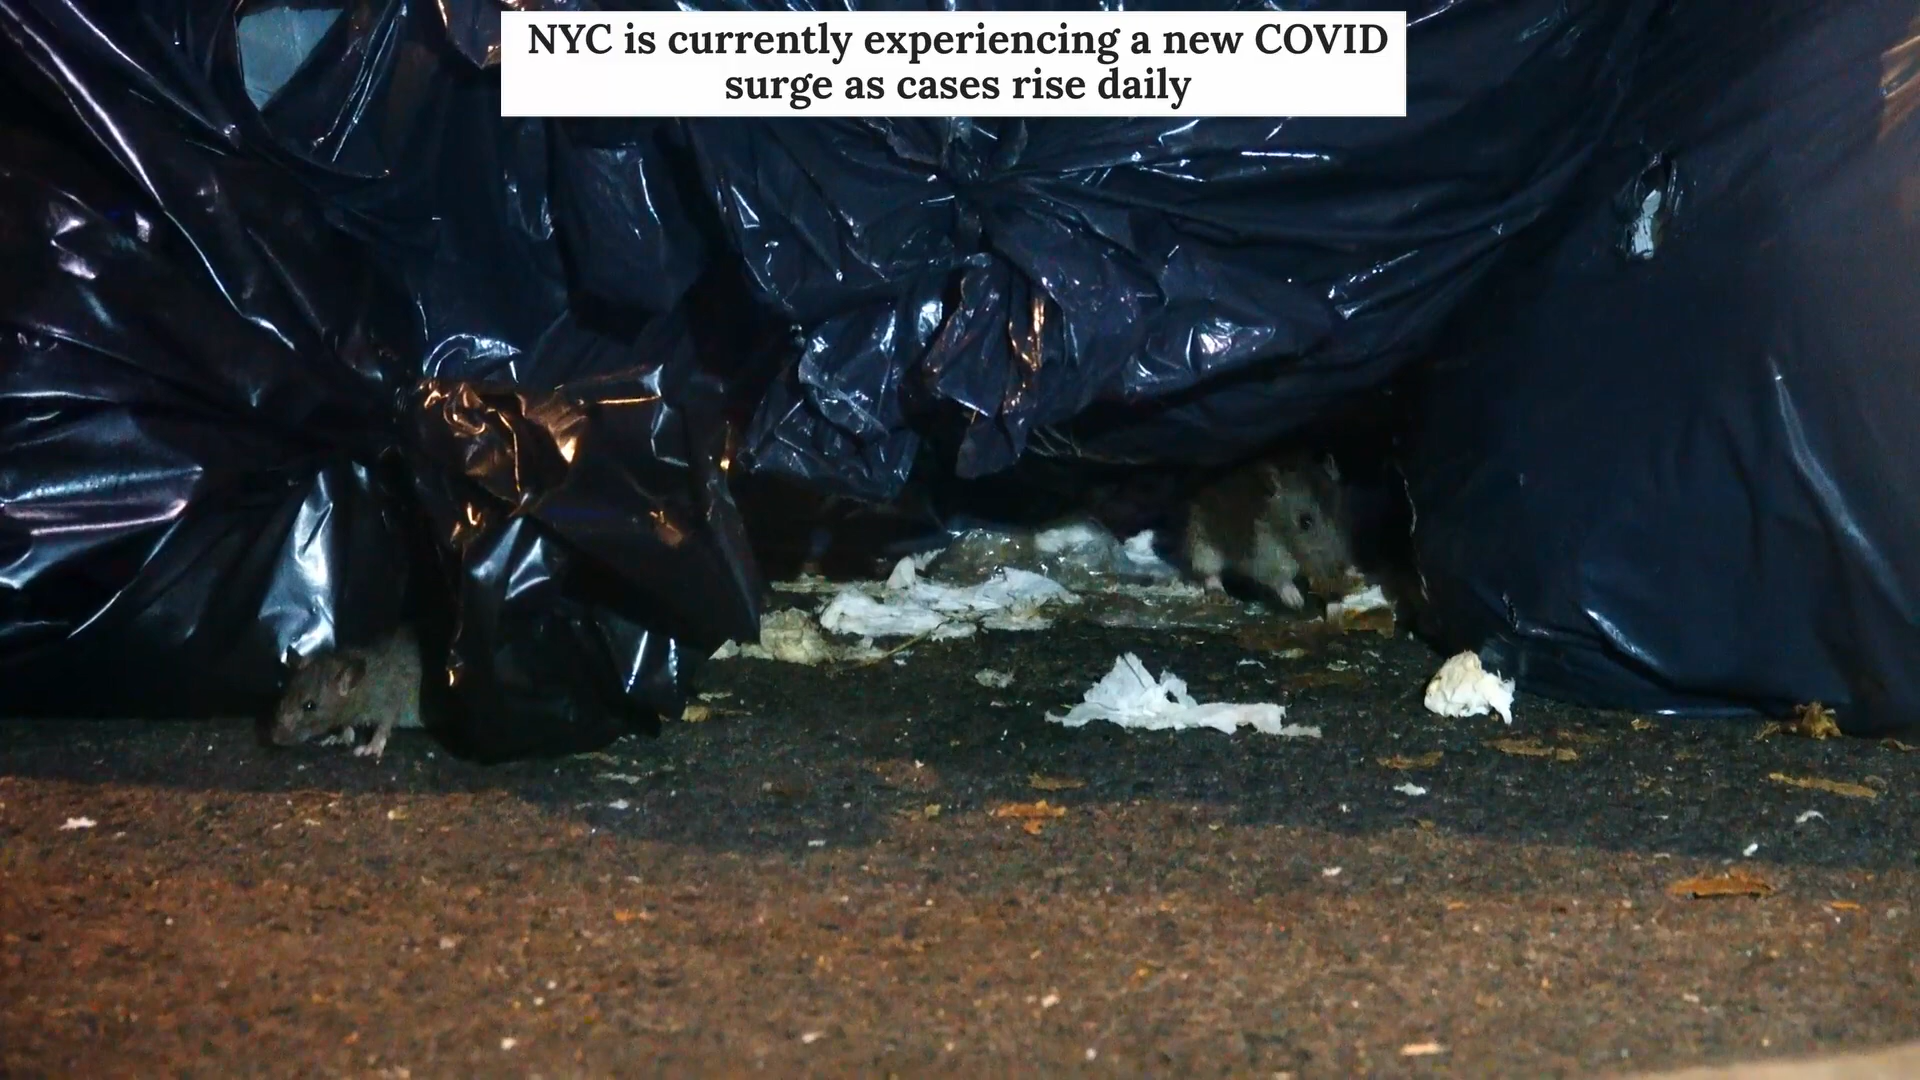 NYC is currently experiencing a new COVID
surge as cases rise daily